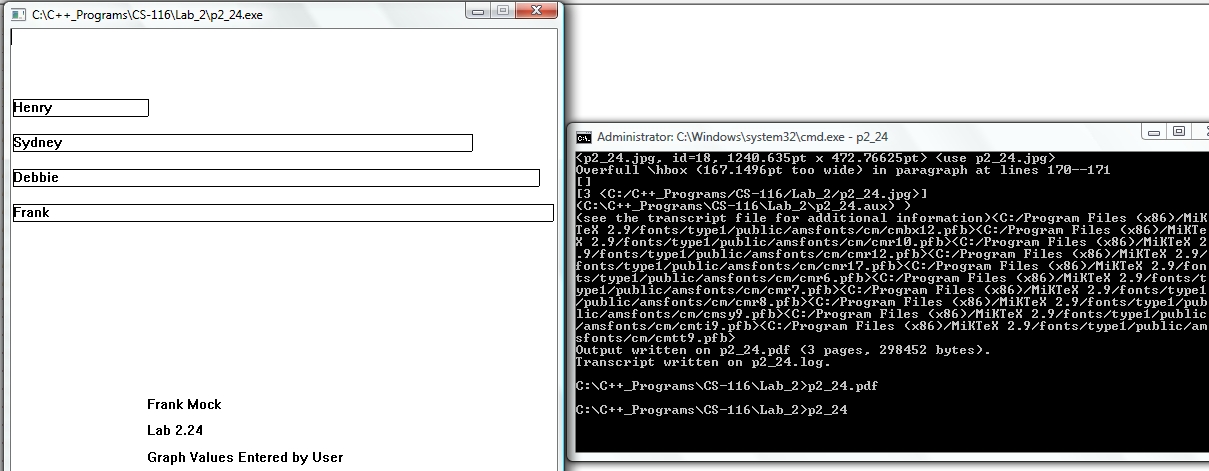 C:\C++_Programs\CS-116\Lab_2\p2_24.exe
Henry
Sydney
Debbie
Frank
Frank Mock
Lab 2.24
Graph Values Entered by User
Administrator: C:\Windows\system32\cmd.exe - p2_24
<p2_24.jpg, id=18, 1240.635pt x 472.76625pt> <use p2_24.jpg>
Overfull \hbox (167.1496pt too wide) in paragraph at lines 170--171
[]
[3 <C:/C++_Programs/CS-116/Lab_2/p2_24.jpg>]
(C:\C++_Programs\CS-116\Lab_2\p2_24.aux) )
(see the transcript file for additional information)<C:/Program Files (x86)/MiK
TeX 2.9/fonts/type1/public/amsfonts/cm/cmbx12.pfb><C:/Program Files (x86)/MiKTe
X 2.9/fonts/type1/public/amsfonts/cm/cmr10.pfb><C:/Program Files (x86)/MiKTeX 2
.9/fonts/type1/public/amsfonts/cm/cmr12.pfb><C:/Program Files (x86)/MiKTeX 2.9/
fonts/type1/public/amsfonts/cm/cmr17.pfb><C:/Program Files (x86)/MiKTeX 2.9/fon
ts/type1/public/amsfonts/cm/cmr6.pfb><C:/Program Files (x86)/MiKTeX 2.9/fonts/t
ype1/public/amsfonts/cm/cmr7.pfb><C:/Program Files (x86)/MiKTeX 2.9/fonts/type1
/public/amsfonts/cm/cmr8.pfb><C:/Program Files (x86)/MiKTeX 2.9/fonts/type1/pub
lic/amsfonts/cm/cmsy9.pfb><C:/Program Files (x86)/MiKTeX 2.9/fonts/type1/public
/amsfonts/cm/cmti9.pfb><C:/Program Files (x86)/MiKTeX 2.9/fonts/type1/public/am
sfonts/cm/cmtt9.pfb>
Output written on p2_24.pdf (3 pages, 298452 bytes).
Transcript written on p2_24.log.
C:\C++_Programs\CS-116\Lab_2>p2_24.pdf
C:\C++_Programs\CS-116\Lab_2>p2_24